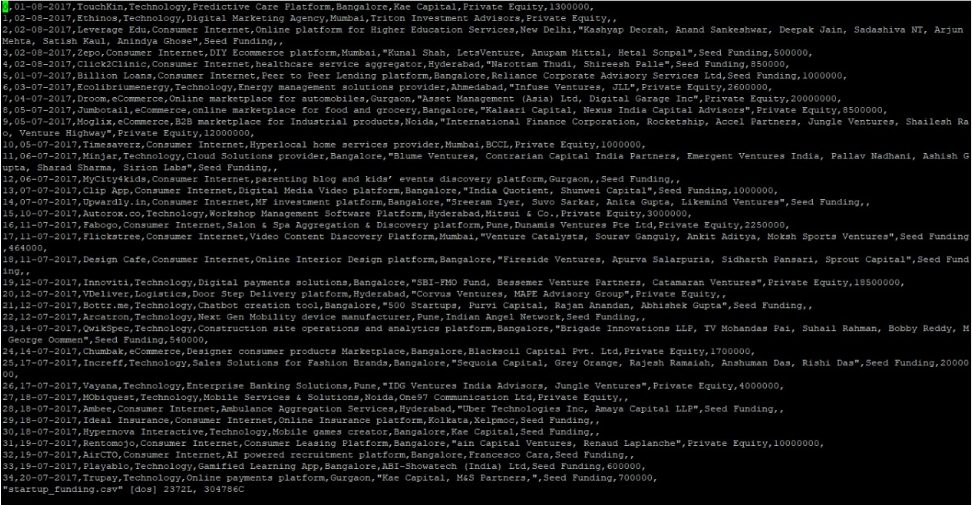 0,01-08-2017,TouchKin,Technology,Predictive Care Platform,Bangalore,Kae Capital,Private Equity,1300000,
1,02-08-2017,Ethinos,Technology,Digital Marketing Agency,Mumbai,Triton Investment Advisors,Private Equity,,
2,02-08-2017,Leverage Edu,Consumer Internet,Online platform for Higher Education Services,New Delhi,"Kashyap Deorah, Anand Sankeshwar, Deepak Jain, Sadashiva NT, Arjun
Mehta, Satish Kaul, Anindya Ghose",Seed Funding,,
3,02-08-2017,Zepo,Consumer Internet,DIY Ecommerce platform,Mumbai,"Kunal Shah, LetsVenture, Anupam Mittal, Hetal Sonpal",Seed Funding,500000,
4,02-08-2017,Click2Clinic,Consumer Internet,healthcare service aggregator,Hyderabad,"Narottam Thudi, Shireesh Palle",Seed Funding,850000,
5,01-07-2017,Billion Loans,Consumer Internet,Peer to Peer Lending platform,Bangalore,Reliance Corporate Advisory Services Ltd,Seed Funding,1000000,
6,03-07-2017,Ecolibriumenergy,Technology,Energy management solutions provider,Ahmedabad,"Infuse Ventures, JLL",Private Equity,2600000,
7,04-07-2017,Droom,eCommerce,Online marketplace for automobiles,Gurgaon,"Asset Management (Asia) Ltd, Digital Garage Inc",Private Equity,20000000,
8,05-07-2017,Jumbotail,eCommerce,online marketplace for food and grocery,Bangalore,"Kalaari Capital, Nexus India Capital Advisors",Private Equity,8500000,
9,05-07-2017,Moglix,eCommerce,B2B marketplace for Industrial products,Noida,"International Finance Corporation, Rocketship, Accel Partners, Jungle Ventures, Shailesh Ra
o, Venture Highway",Private Equity,12000000,
10,05-07-2017,Timesaverz,Consumer Internet,Hyperlocal home services provider,Mumbai,BCCL,Private Equity,1000000,
11,06-07-2017,Minjar,Technology,Cloud Solutions provider,Bangalore,"Blume Ventures, Contrarian Capital India Partners, Emergent Ventures India, Pallav Nadhani, Ashish G
upta, Sharad Sharma, Sirion Labs",Seed Funding,,
12,06-07-2017,MyCity4kids,Consumer Internet,parenting blog and kids’ events discovery platform,Gurgaon,,Seed Funding,,
13,07-07-2017,Clip App,Consumer Internet,Digital Media Video platform,Bangalore,"India Quotient, Shunwei Capital",Seed Funding,1000000,
14,07-07-2017,Upwardly.in,Consumer Internet,MF investment platform,Bangalore,"Sreeram Iyer, Suvo Sarkar, Anita Gupta, Likemind Ventures",Seed Funding,,
15,10-07-2017,Autorox.co,Technology,Workshop Management Software Platform,Hyderabad,Mitsui & Co.,Private Equity,3000000,
16,11-07-2017,Fabogo,Consumer Internet,Salon & Spa Aggregation & Discovery platform,Pune,Dunamis Ventures Pte Ltd,Private Equity,2250000,
17,11-07-2017,Flickstree,Consumer Internet,Video Content Discovery Platform,Mumbai,"Venture Catalysts, Sourav Ganguly, Ankit Aditya, Moksh Sports Ventures",Seed Funding
,464000,
18,11-07-2017,Design Cafe,Consumer Internet,Online Interior Design platform,Bangalore,"Fireside Ventures, Apurva Salarpuria, Sidharth Pansari, Sprout Capital",Seed Fund
ing,,
19,12-07-2017,Innoviti,Technology,Digital payments solutions,Bangalore,"SBI-FMO Fund, Bessemer Venture Partners, Catamaran Ventures",Private Equity,18500000,
20,12-07-2017,VDeliver,Logistics,Door Step Delivery platform,Hyderabad,"Corvus Ventures, MAPE Advisory Group",Private Equity,,
21,12-07-2017,Bottr.me,Technology,Chatbot creation tool,Bangalore,"500 Startups, Purvi Capital, Rajan Anandan, Abhishek Gupta",Seed Funding,,
22,12-07-2017,Arcatron,Technology,Next Gen Mobility device manufacturer,Pune,Indian Angel Network,Seed Funding,,
23,14-07-2017,QwikSpec,Technology,Construction site operations and analytics platform,Bangalore,"Brigade Innovations LLP, TV Mohandas Pai, Suhail Rahman, Bobby Reddy, M
George Oommen",Seed Funding,540000,
24,14-07-2017,Chumbak,eCommerce,Designer consumer products Marketplace,Bangalore,Blacksoil Capital Pvt. Ltd,Private Equity,1700000,
25,17-07-2017,Increff,Technology,Sales Solutions for Fashion Brands,Bangalore,"Sequoia Capital, Grey Orange, Rajesh Ramaiah, Anshuman Das, Rishi Das",Seed Funding,20000
00,
26,17-07-2017,Vayana,Technology,Enterprise Banking Solutions,Pune,"IDG Ventures India Advisors, Jungle Ventures",Private Equity,4000000,
27,18-07-2017,MObiquest,Technology,Mobile Services & Solutions,Noida,One97 Communication Ltd,Private Equity,,
28,18-07-2017,Ambee,Consumer Internet,Ambulance Aggregation Services,Hyderabad,"Uber Technologies Inc, Amaya Capital LLP",Seed Funding,,
29,18-07-2017,Ideal Insurance,Consumer Internet,Online Insurance platform,Kolkata,Xelpmoc,Seed Funding,,
30,18-07-2017,Hypernova Interactive,Technology,Mobile games creator,Bangalore,Kae Capital,Seed Funding,,
31,19-07-2017,Rentomojo,Consumer Internet,Consumer Leasing Platform,Bangalore,"ain Capital Ventures, Renaud Laplanche",Private Equity,10000000,
32,19-07-2017,AirCTO,Consumer Internet,AI powered recruitment platform,Bangalore,Francesco Cara,Seed Funding,,
33,19-07-2017,Playablo,Technology,Gamified Learning App,Bangalore,ABI-Showatech (India) Ltd,Seed Funding,600000,
34,20-07-2017,Trupay,Technology,Online payments platform,Gurgaon,"Kae Capital, M&S Partners,",Seed Funding,700000,
"startup_funding.csv" [dos] 2372L, 304786C